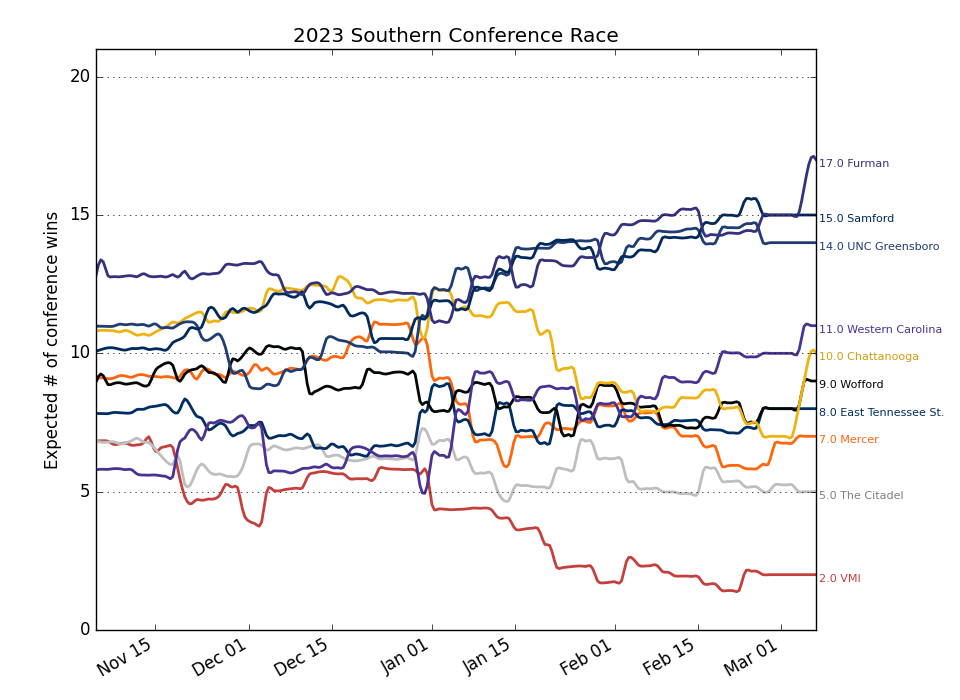 2023 Southern Conference Race
Expected # of conference wins
20
15
10
5
0
Nov 15
Dec 01
Dec 15
Jan 01
Jan 15
Feb 01
Feb 15
Mar 01
17.0 Furman
15.0 Samford
14.0 UNC Greensboro
11.0 Western Carolina
10.0 Chattanooga
9.0 Wofford
8.0 East Tennessee St.
7.0 Mercer
5.0 The Citadel
2.0 VMI